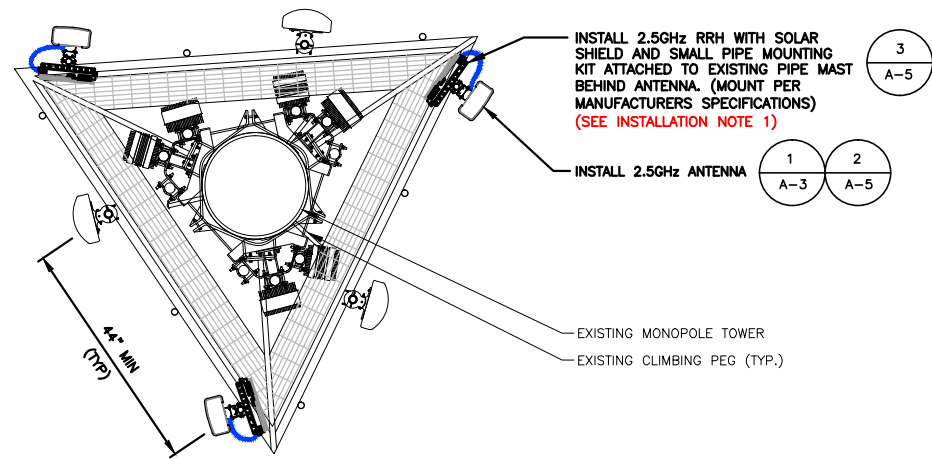 INSTALL 2.5GHz RRH WITH SOLAR
SHIELD AND SMALL PIPE MOUNTING
KIT ATTACHED TO EXISTING PIPE MAST
BEHIND ANTENNA. (MOUNT PER
MANUFACTURERS SPECIFICATIONS)
(SEE INSTALLATION NOTE 1)
3
A-5
INSTALL 2.5GHz ANTENNA
1
A-3
2
A-5
EXISTING MONOPOLE TOWER
EXISTING CLIMBING PEG (TYP.)
44" MIN
(TYP)